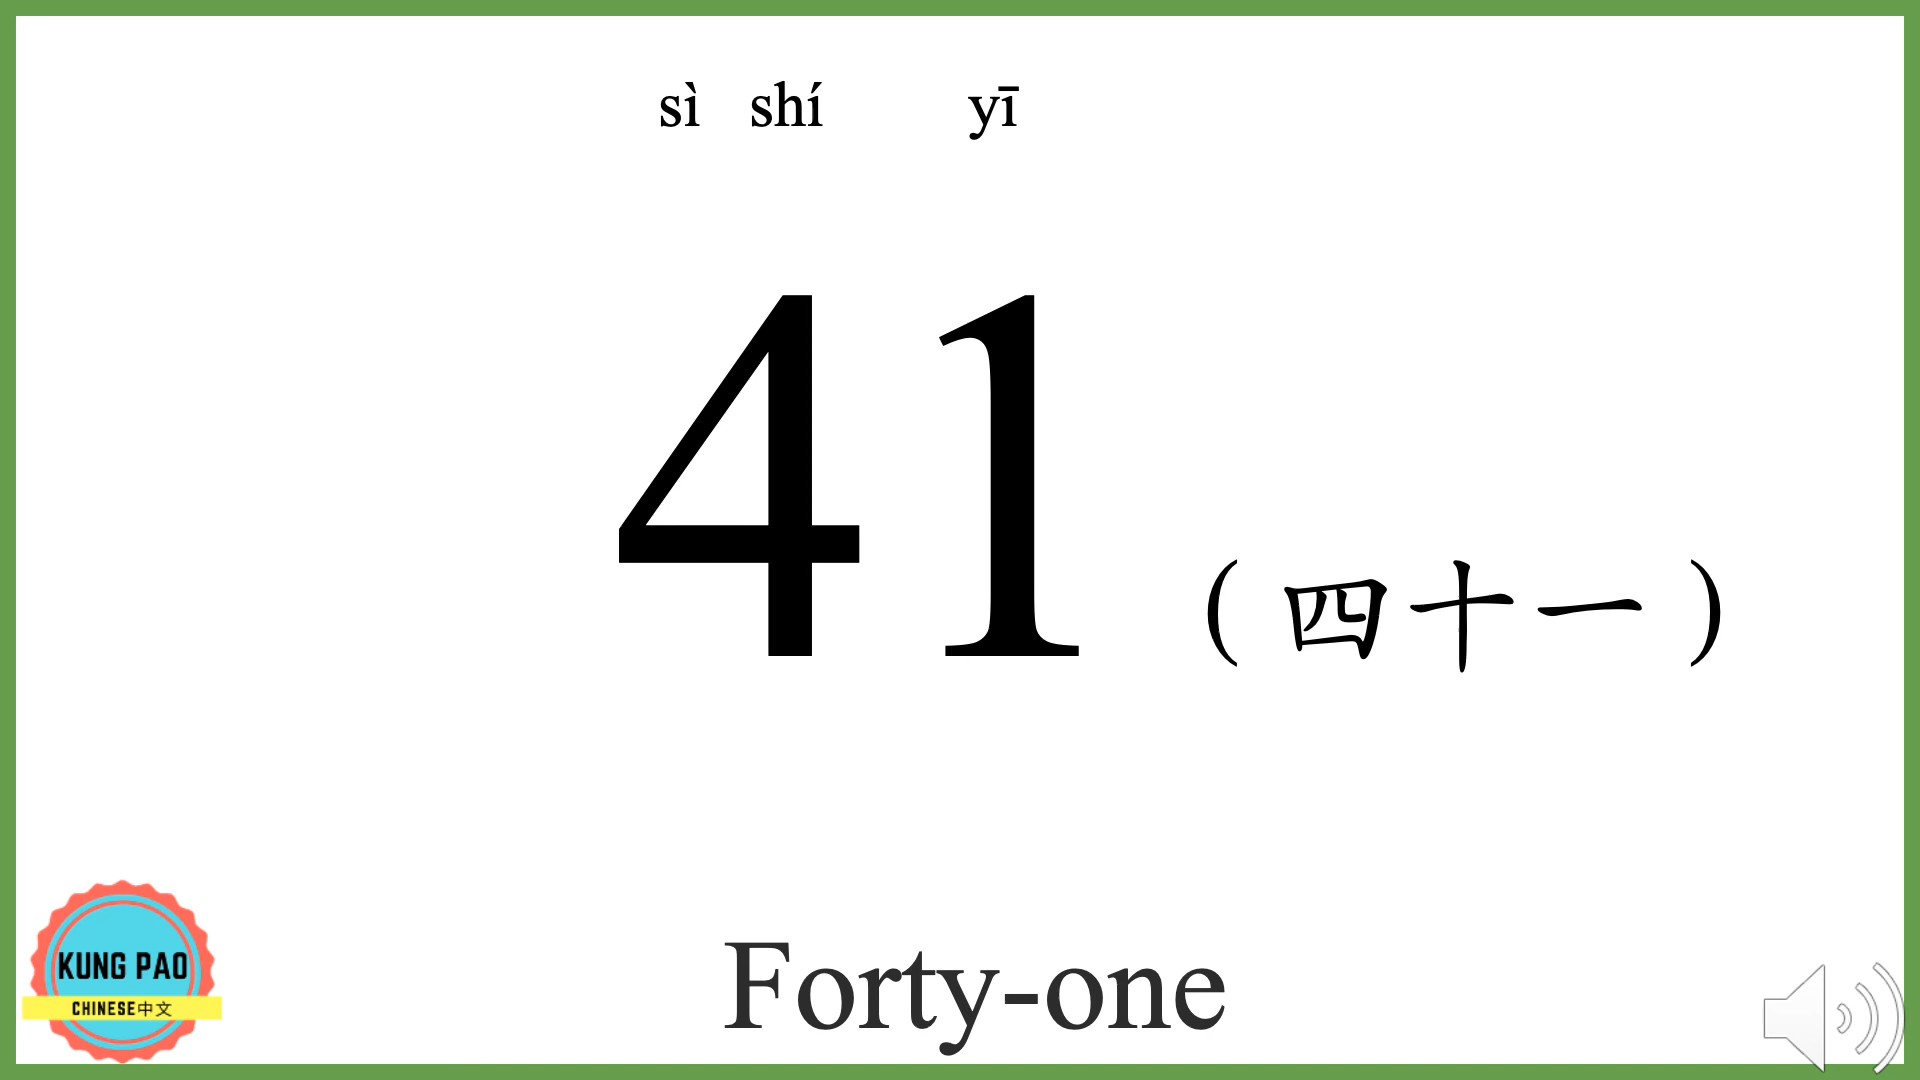 sì shí yī
41 (四十一)
Forty-one
KUNG PAO
CHINESE中文